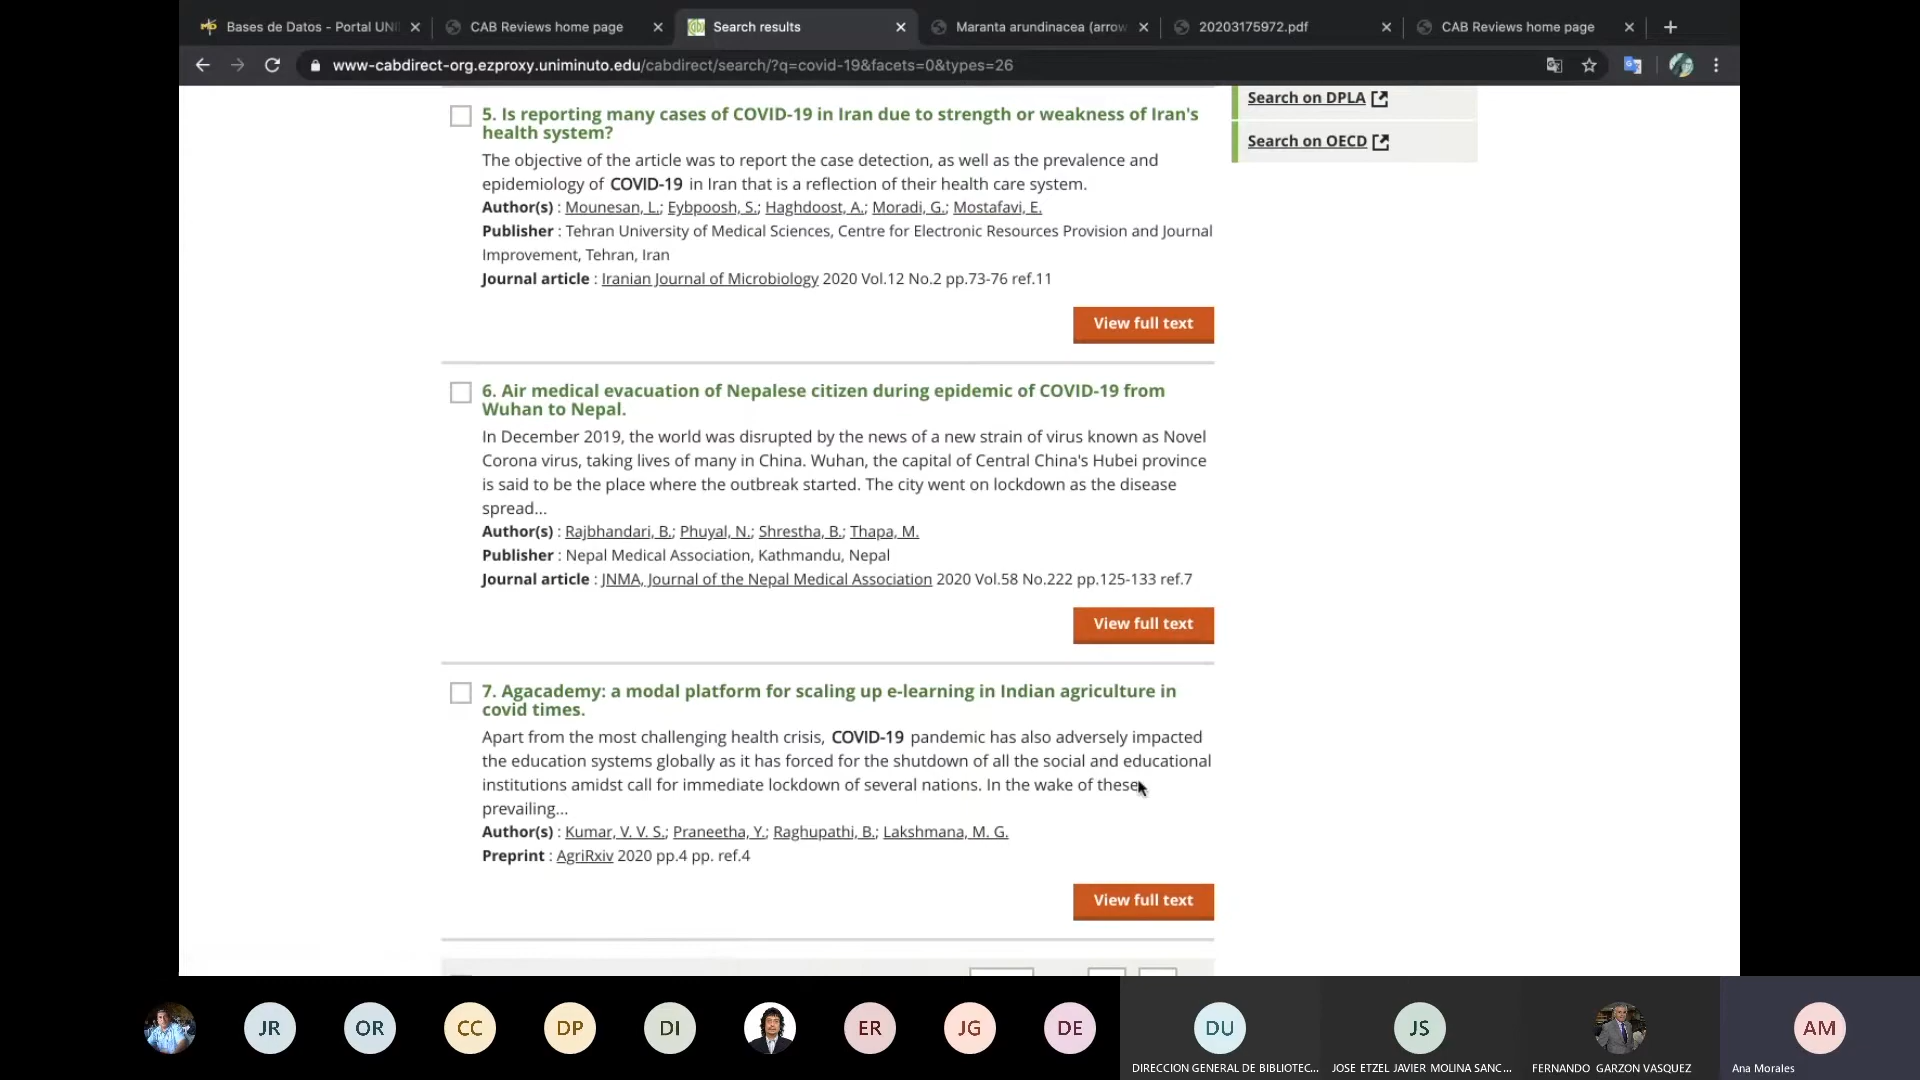 Bases de Datos - Portal UNI
CAB Reviews home page
Search results
Maranta arundinacea (arrow
20203175972.pdf
CAB Reviews home page
www-cabdirect-org.ezproxy.uniminuto.edu/cabdirect/search/?q=covid-19&facets=0&types=26
Search on DPLA
Search on OECD
5. Is reporting many cases of COVID-19 in Iran due to strength or weakness of Iran's
health system?
The objective of the article was to report the case detection, as well as the prevalence and
epidemiology of COVID-19 in Iran that is a reflection of their health care system.
Author(s) : Mounesan, L.; Eybpoosh, S.; Haghdoost, A.; Moradi, G.; Mostafavi, E.
Publisher : Tehran University of Medical Sciences, Centre for Electronic Resources Provision and Journal
Improvement, Tehran, Iran
Journal article : Iranian Journal of Microbiology 2020 Vol.12 No.2 pp.73-76 ref.11
View full text
6. Air medical evacuation of Nepalese citizen during epidemic of COVID-19 from
Wuhan to Nepal.
In December 2019, the world was disrupted by the news of a new strain of virus known as Novel
Corona virus, taking lives of many in China. Wuhan, the capital of Central China's Hubei province
is said to be the place where the outbreak started. The city went on lockdown as the disease
spread...
Author(s) : Rajbhandari, B.; Phuyal, N.; Shrestha, B.; Thapa, M.
Publisher : Nepal Medical Association, Kathmandu, Nepal
Journal article : JNMA, Journal of the Nepal Medical Association 2020 Vol.58 No.222 pp.125-133 ref.7
View full text
7. Agacademy: a modal platform for scaling up e-learning in Indian agriculture in
covid times.
Apart from the most challenging health crisis, COVID-19 pandemic has also adversely impacted
the education systems globally as it has forced for the shutdown of all the social and educational
institutions amidst call for immediate lockdown of several nations. In the wake of these
prevailing...
Author(s) : Kumar, V. V. S.; Praneetha, Y.; Raghupathi, B.; Lakshmana, M. G.
Preprint : AgriRxiv 2020 pp.4 pp. ref.4
View full text
JR
OR
CC
DP
DI
ER
JG
DE
DU
JS
AM
DIRECCION GENERAL DE BIBLIOTEC...
JOSE ETZEL JAVIER MOLINA SANC...
FERNANDO GARZON VASQUEZ
Ana Morales